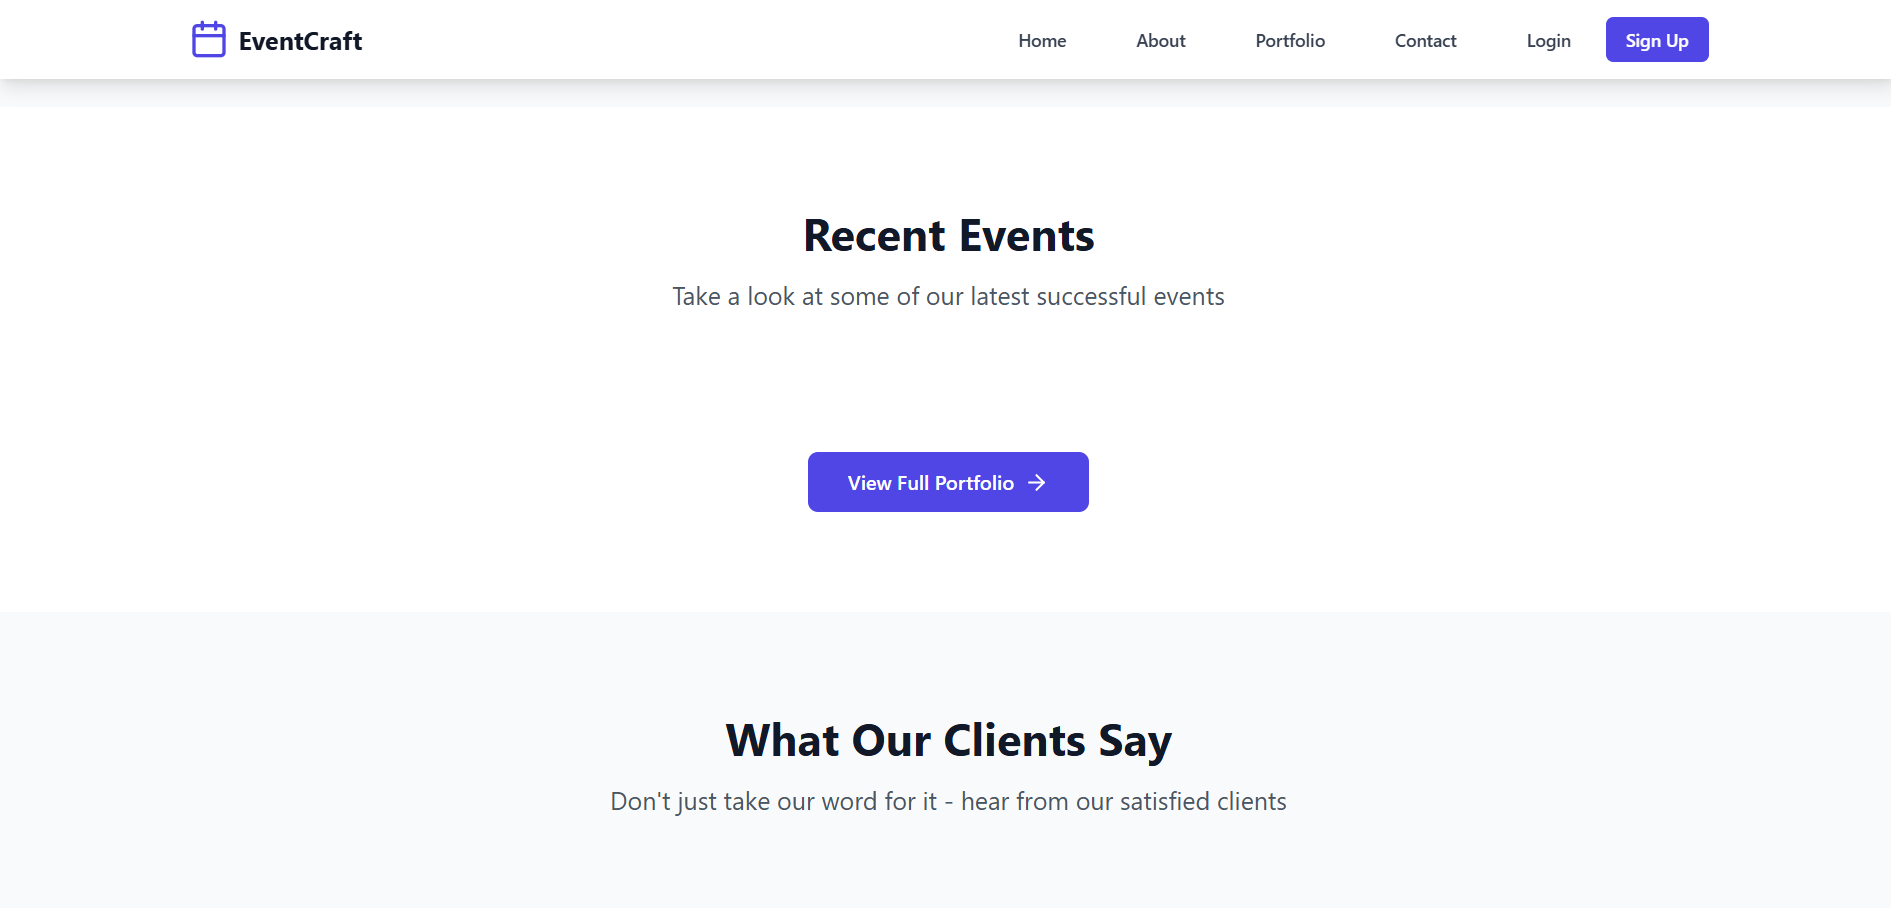 EventCraft
Home About Portfolio Contact Login Sign Up
Recent Events
Take a look at some of our latest successful events
View Full Portfolio
What Our Clients Say
Don't just take our word for it - hear from our satisfied clients